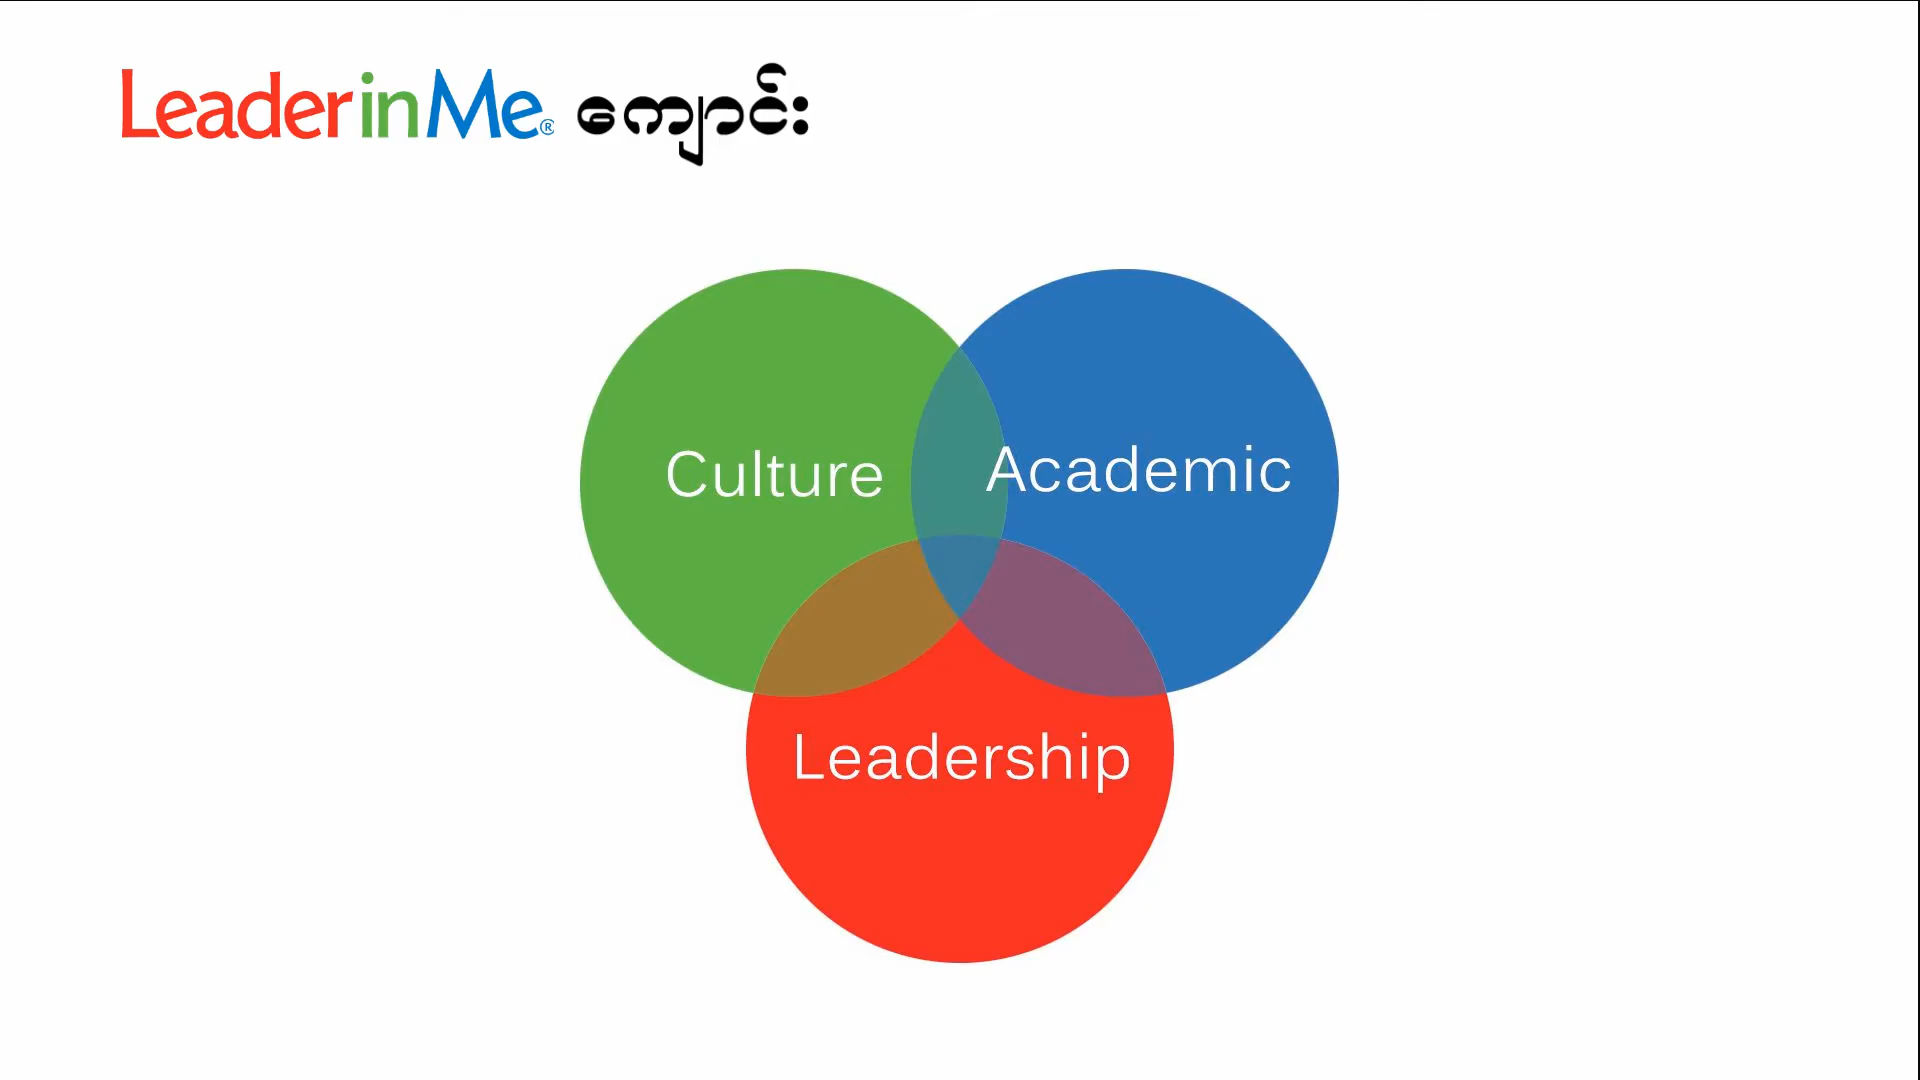 LeaderinMe® ကျောင်း
Culture
Academic
Leadership